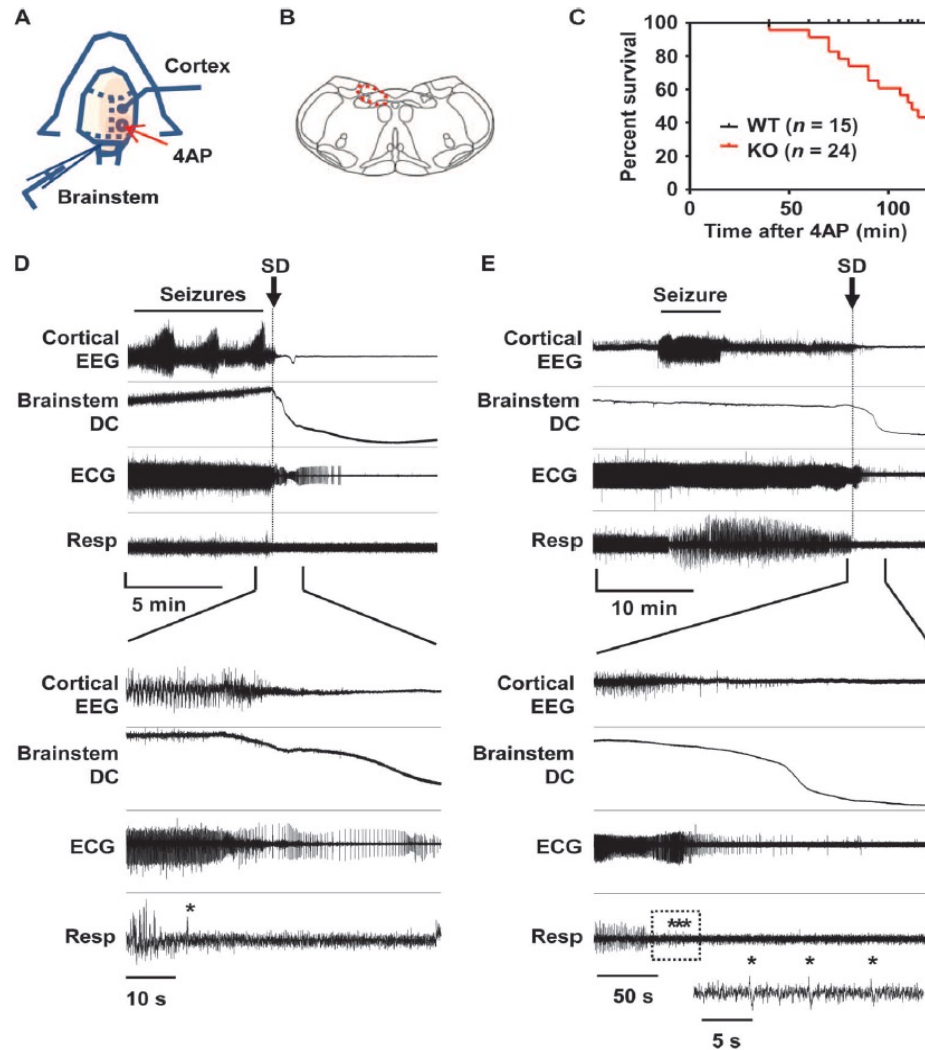 A
Cortex
4AP
Brainstem
B
C
Percent survival
100
80
60
40
20
0
WT (n = 15)
KO (n = 24)
0
50
100
Time after 4AP (min)
D
SD
Seizures
Cortical
EEG
Brainstem
DC
ECG
Resp
5 min
Cortical
EEG
Brainstem
DC
ECG
*
Resp
10 s
E
SD
Seizure
Cortical
EEG
Brainstem
DC
ECG
Resp
10 min
Cortical
EEG
Brainstem
DC
ECG
***
Resp
* * *
50 s
5 s